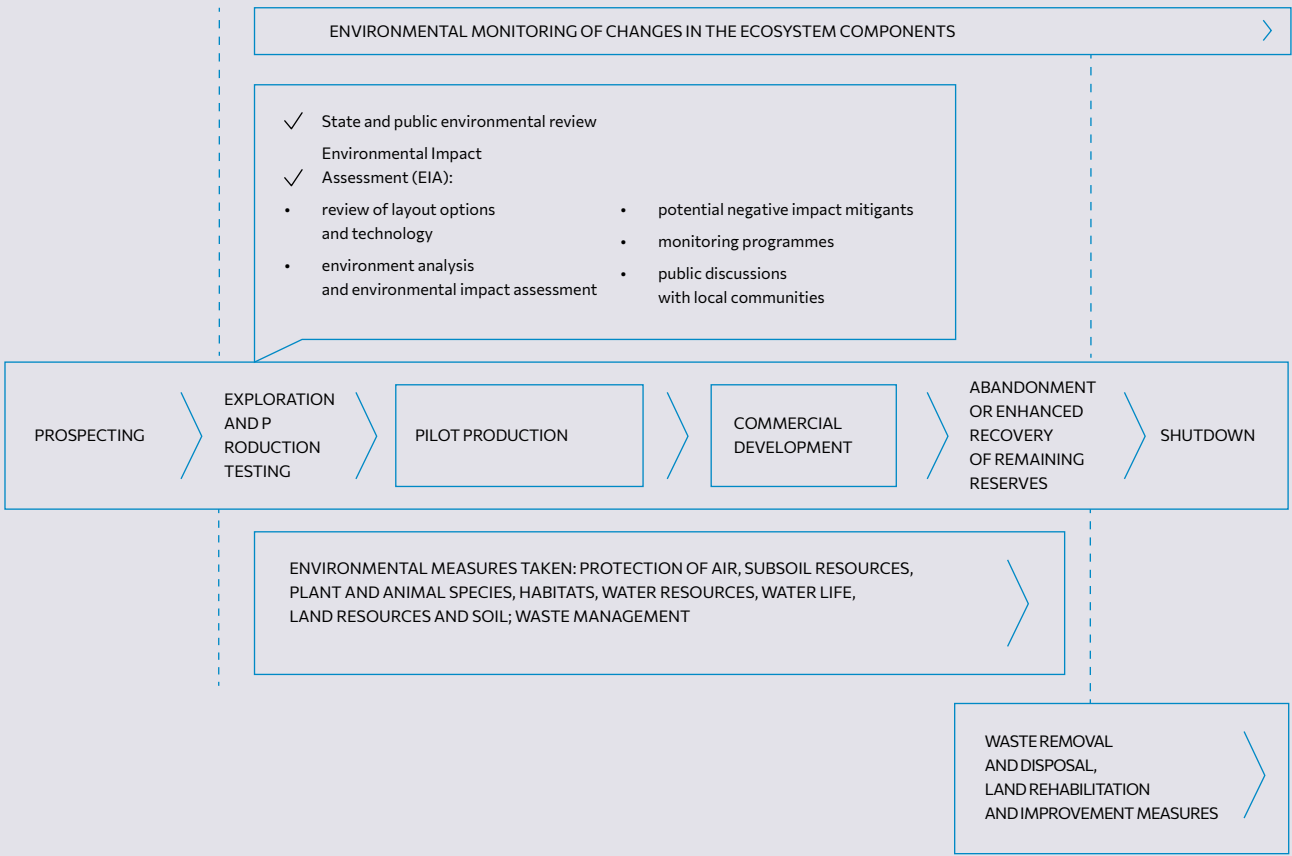 ENVIRONMENTAL MONITORING OF CHANGES IN THE ECOSYSTEM COMPONENTS
State and public environmental review
Environmental Impact
Assessment (EIA):
• review of layout options
and technology
• environment analysis
and environmental impact assessment
• potential negative impact mitigants
• monitoring programmes
• public discussions
with local communities
PROSPECTING
EXPLORATION
AND P
RODUCTION
TESTING
PILOT PRODUCTION
COMMERCIAL
DEVELOPMENT
ABANDONMENT
OR ENHANCED
RECOVERY
OF REMAINING
RESERVES
SHUTDOWN
ENVIRONMENTAL MEASURES TAKEN: PROTECTION OF AIR, SUBSOIL RESOURCES,
PLANT AND ANIMAL SPECIES, HABITATS, WATER RESOURCES, WATER LIFE,
LAND RESOURCES AND SOIL; WASTE MANAGEMENT
WASTE REMOVAL
AND DISPOSAL,
LAND REHABILITATION
AND IMPROVEMENT MEASURES